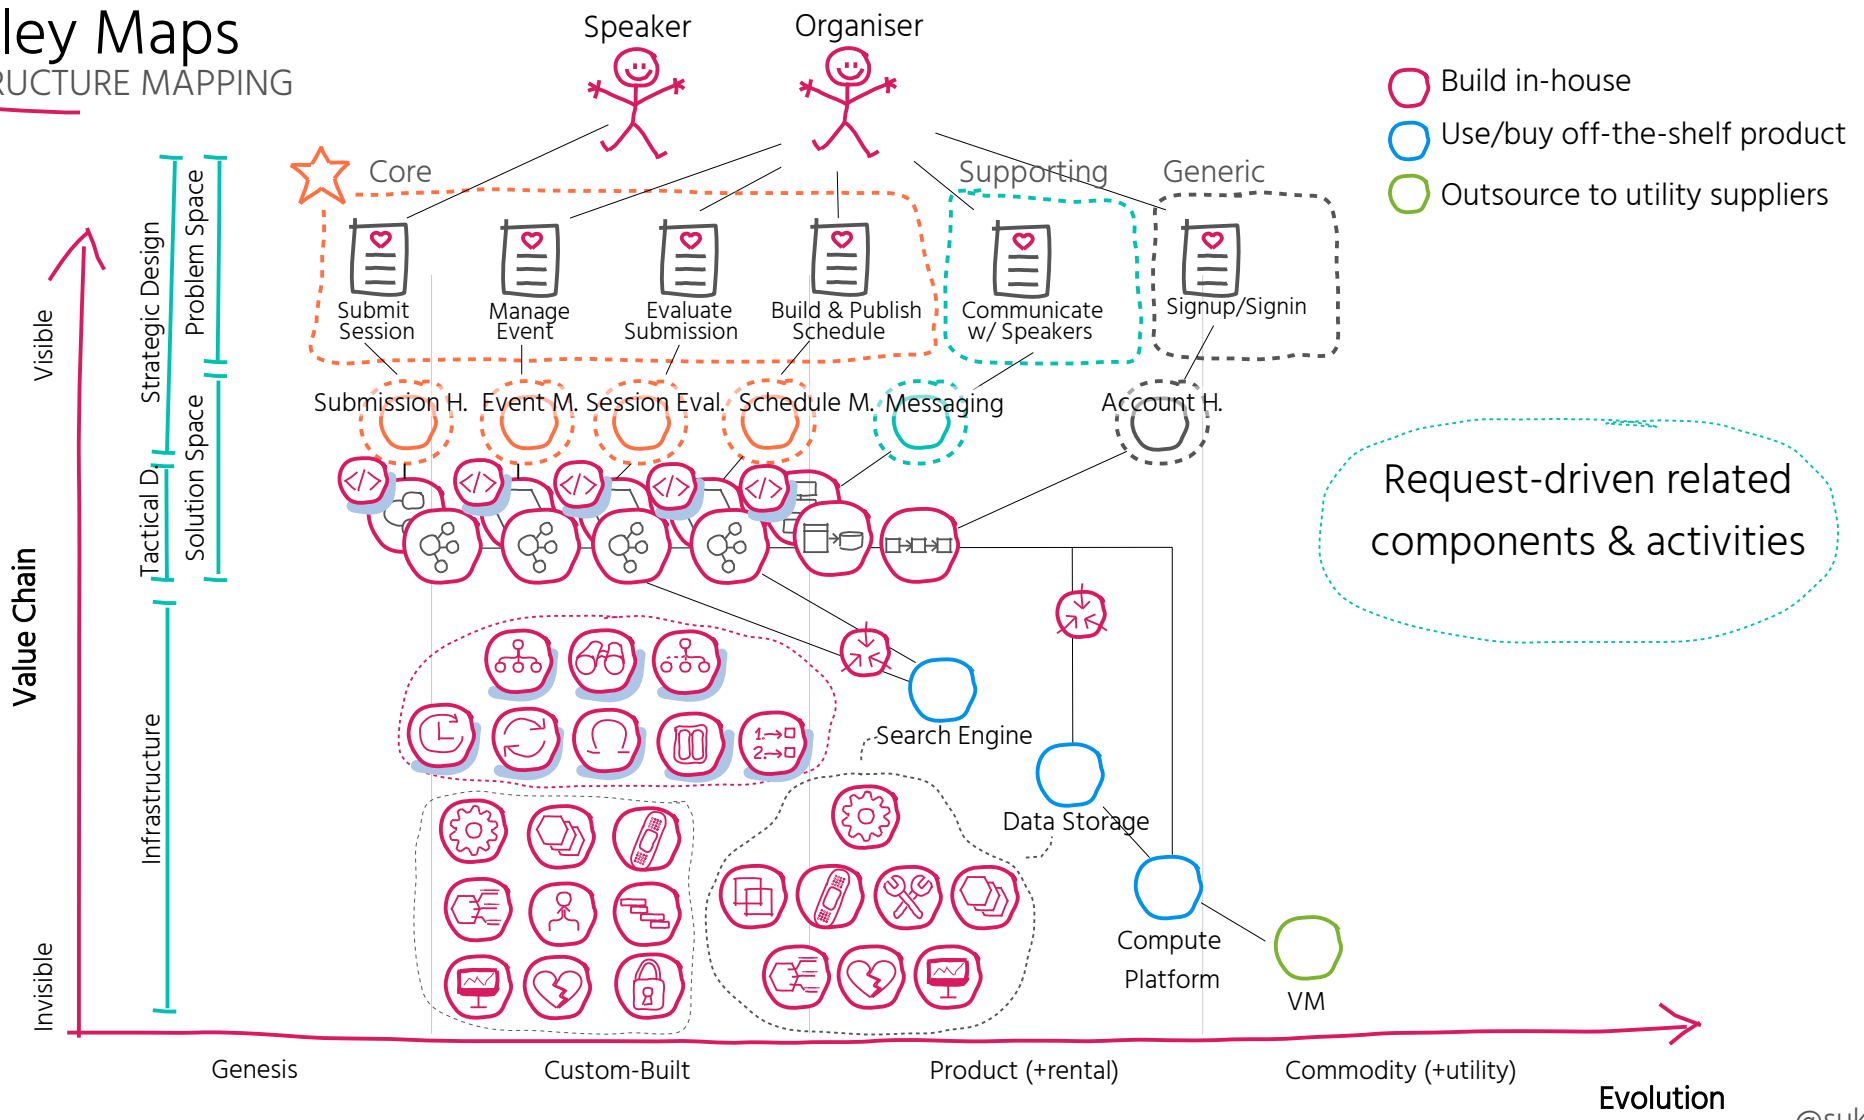 ley Maps
RUCTURE MAPPING
Speaker
Organiser
Build in-house
Use/buy off-the-shelf product
Outsource to utility suppliers
Core
Supporting
Generic
Submit
Session
Manage
Event
Evaluate
Submission
Build & Publish
Schedule
Communicate
w/ Speakers
Signup/Signin
Submission H.
Event M.
Session Eval.
Schedule M.
Messaging
Account H.
</>
</>
</>
</>
</>
Request-driven related
components & activities
Value Chain
Visible
Invisible
Strategic Design
Problem Space
Tactical D.
Solution Space
Infrastructure
1.→
2.→
Search Engine
Data Storage
Compute
Platform
VM
Genesis
Custom-Built
Product (+rental)
Commodity (+utility)
Evolution